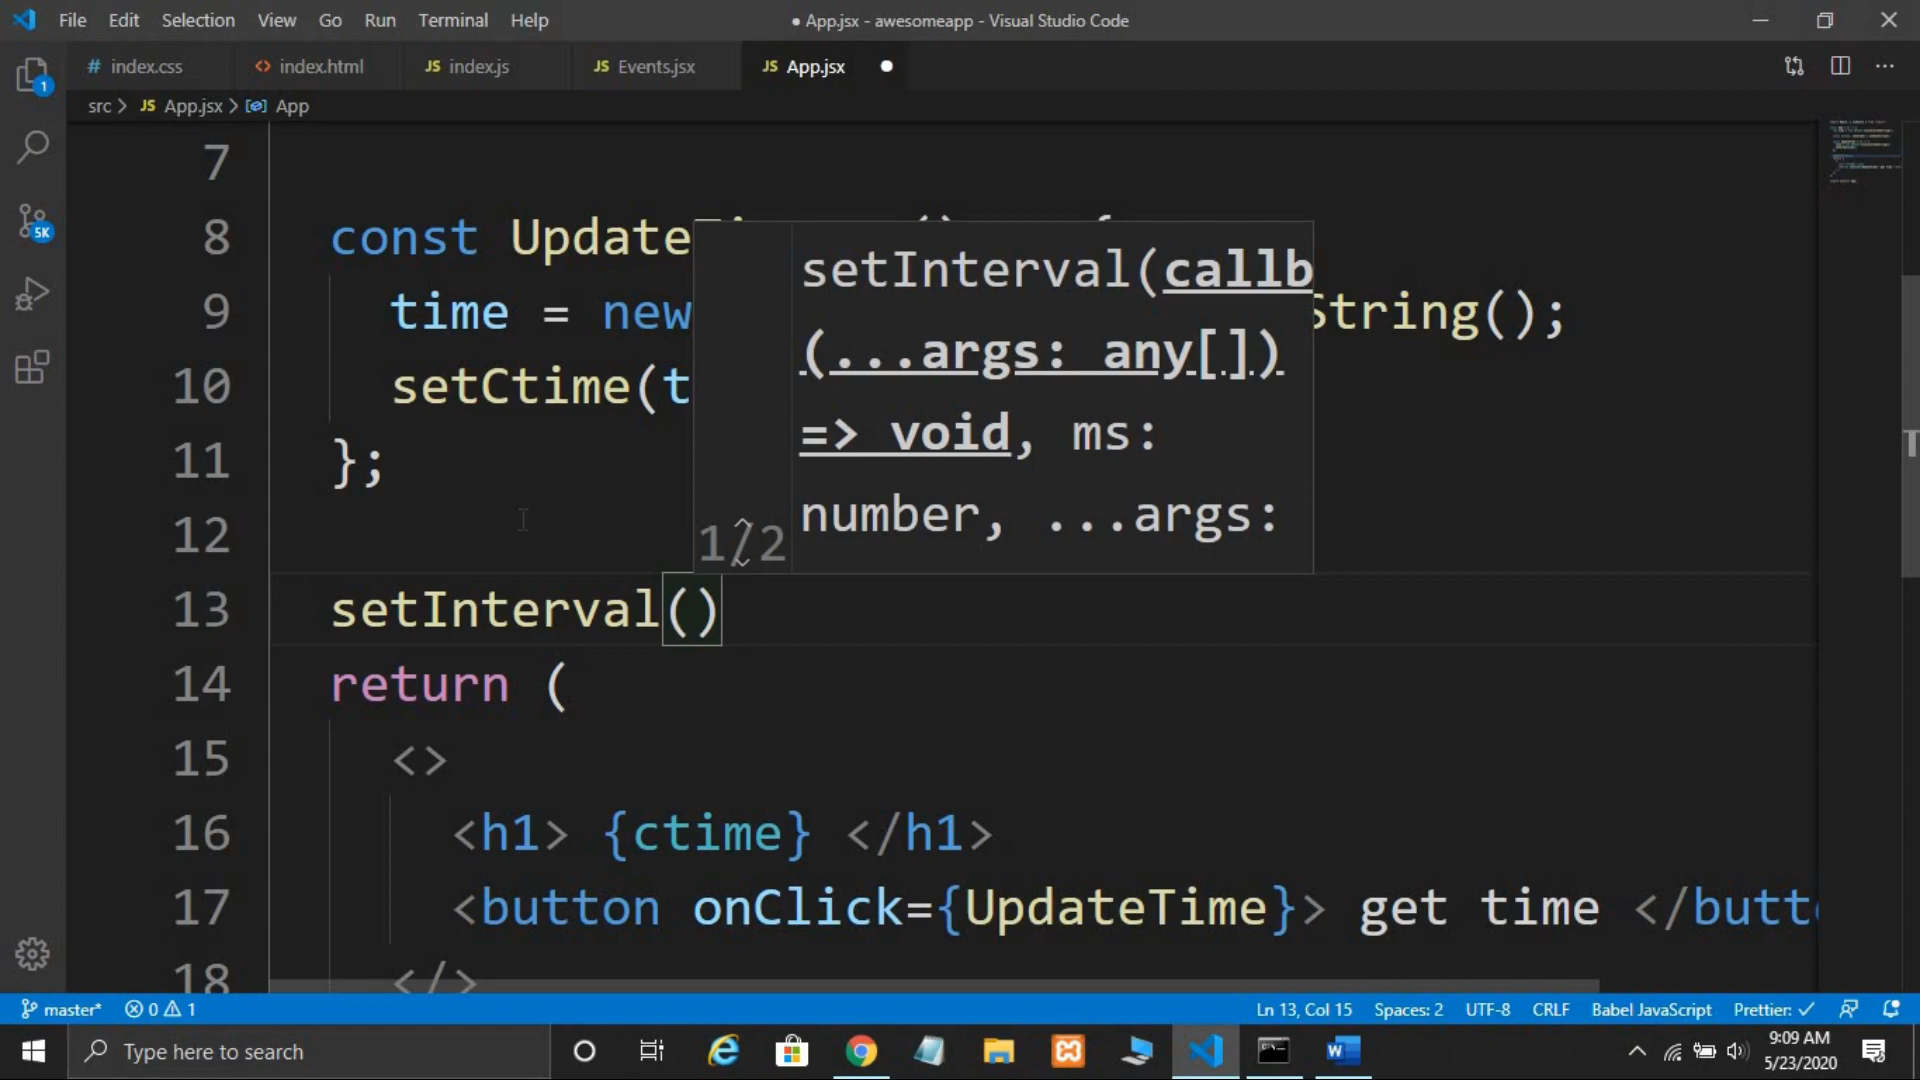 File Edit Selection View Go Run Terminal Help
● App.jsx - awesomeapp - Visual Studio Code
# index.css
<> index.html
JS index.js
JS Events.jsx
JS App.jsx ●
1
src > JS App.jsx > App
5K
7
8 const Update
9 time = new String();
10 setCtime(t
11 };
12
setInterval(callb
(...args: any[])
=> void, ms:
number, ...args:
1/2
13 setInterval()
14 return (
15 <>
16 <h1> {ctime} </h1>
17 <button onClick={UpdateTime}> get time </butt
18 </>
master* 0 1
Ln 13, Col 15 Spaces: 2 UTF-8 CRLF Babel JavaScript Prettier: ✓
Type here to search
9:09 AM
5/23/2020